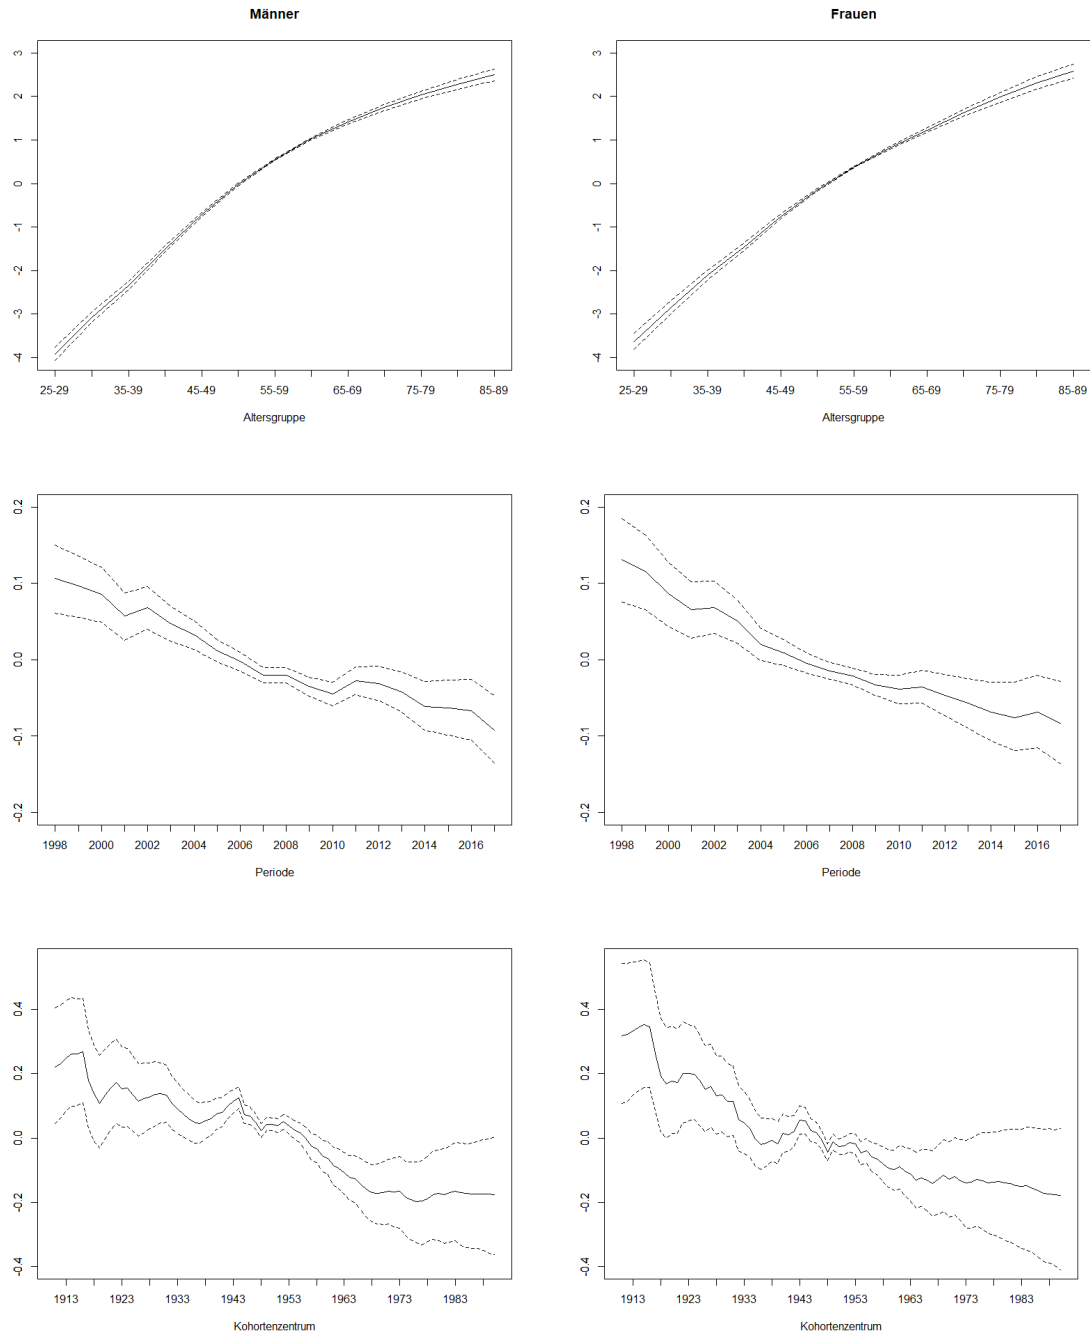 Männer
Frauen
3
2
1
0
-1
-2
-3
-4
25-29 35-39 45-49 55-59 65-69 75-79 85-89
Altersgruppe
3
2
1
0
-1
-2
-3
-4
25-29 35-39 45-49 55-59 65-69 75-79 85-89
Altersgruppe
0.2
0.1
0.0
-0.1
-0.2
1998 2000 2002 2004 2006 2008 2010 2012 2014 2016
Periode
0.2
0.1
0.0
-0.1
-0.2
1998 2000 2002 2004 2006 2008 2010 2012 2014 2016
Periode
0.4
0.2
0.0
-0.2
-0.4
1913 1923 1933 1943 1953 1963 1973 1983
Kohortenzentrum
0.4
0.2
0.0
-0.2
-0.4
1913 1923 1933 1943 1953 1963 1973 1983
Kohortenzentrum